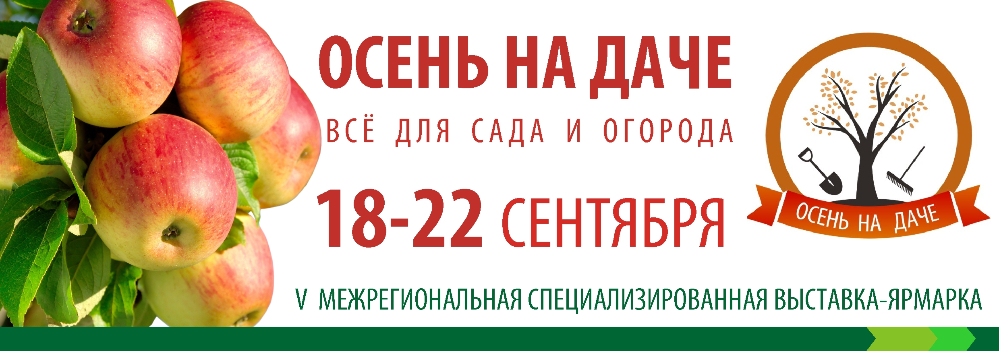 ОСЕНЬ НА ДАЧЕ
ВСЁ ДЛЯ САДА И ОГОРОДА
18-22 СЕНТЯБРЯ
ОСЕНЬ НА ДАЧЕ
V МЕЖРЕГИОНАЛЬНАЯ СПЕЦИАЛИЗИРОВАННАЯ ВЫСТАВКА-ЯРМАРКА